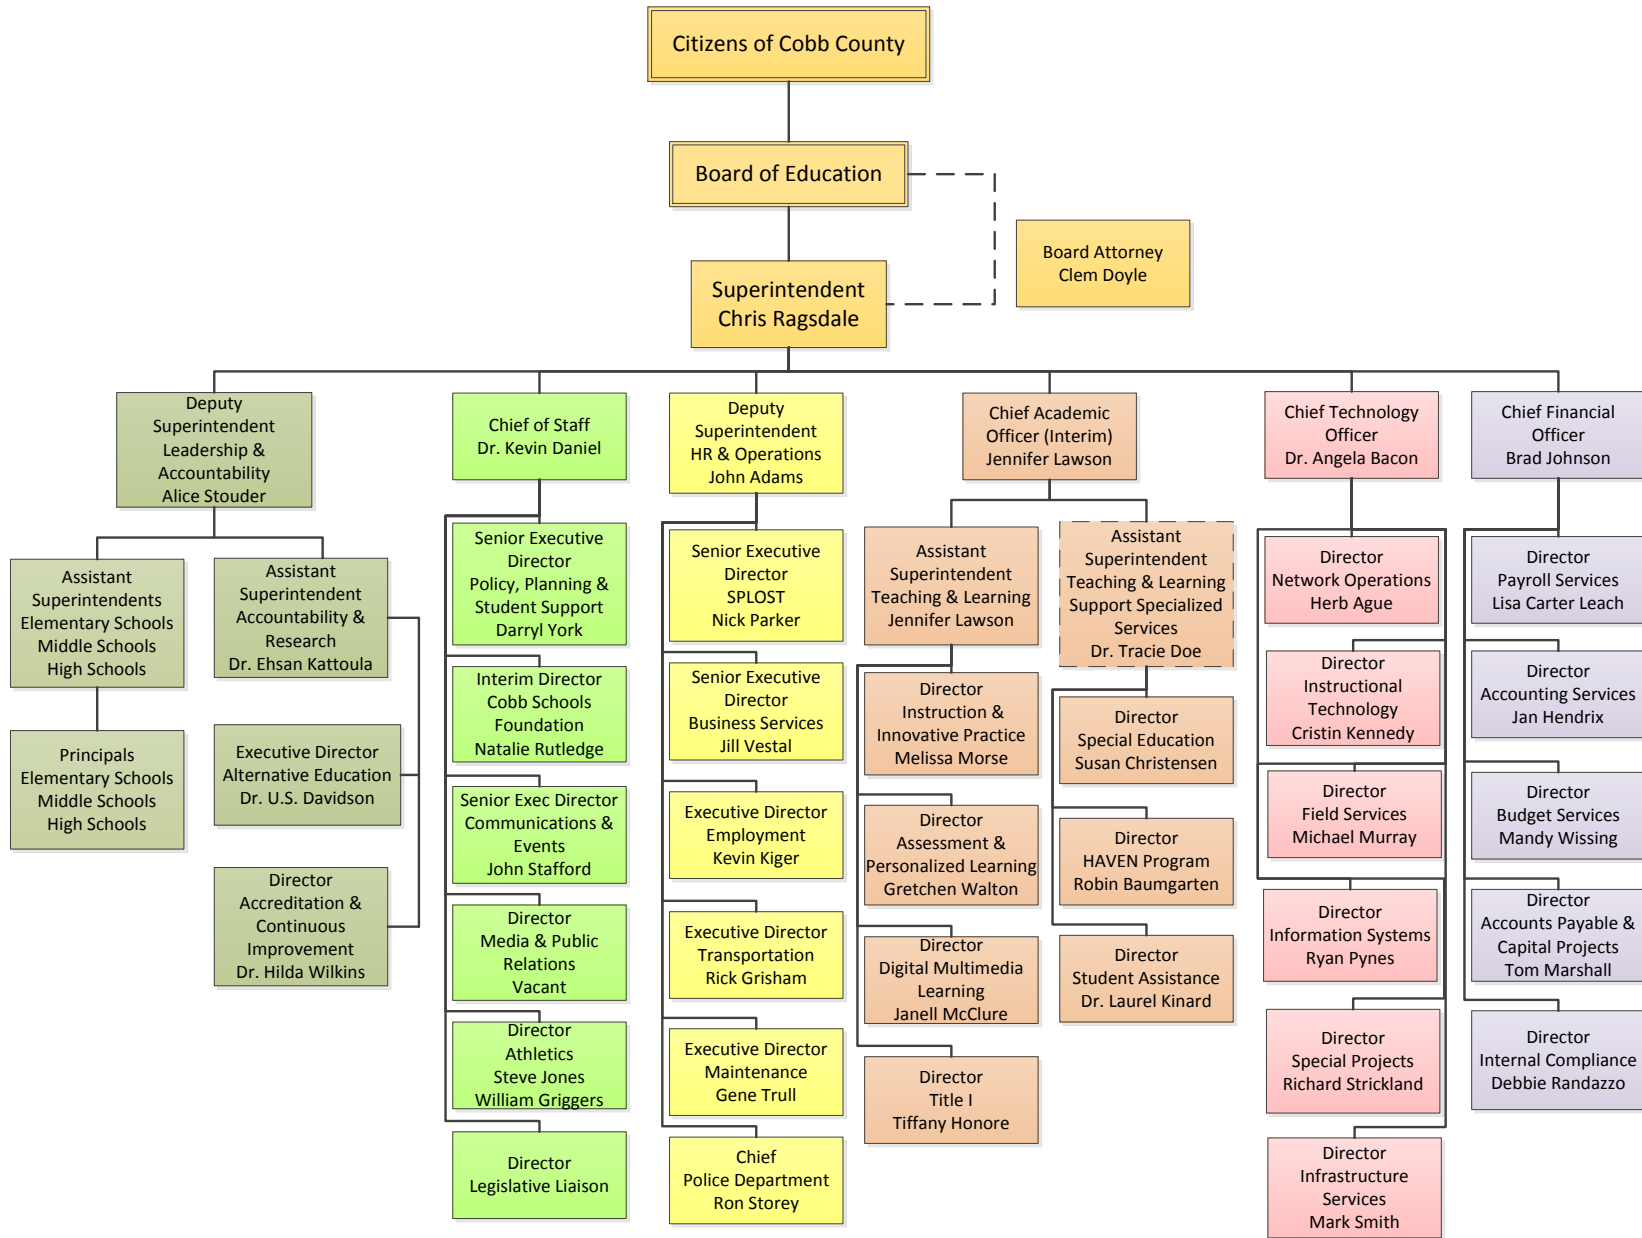 Citizens of Cobb County
Board of Education
Board Attorney
Clem Doyle
Superintendent
Chris Ragsdale
Deputy
Superintendent
Leadership &
Accountability
Alice Stouder
Assistant
Superintendents
Elementary Schools
Middle Schools
High Schools
Principals
Elementary Schools
Middle Schools
High Schools
Assistant
Superintendent
Accountability &
Research
Dr. Ehsan Kattoula
Executive Director
Alternative Education
Dr. U.S. Davidson
Director
Accreditation &
Continuous
Improvement
Dr. Hilda Wilkins
Chief of Staff
Dr. Kevin Daniel
Senior Executive
Director
Policy, Planning &
Student Support
Darryl York
Interim Director
Cobb Schools
Foundation
Natalie Rutledge
Senior Exec Director
Communications &
Events
John Stafford
Director
Media & Public
Relations
Vacant
Director
Athletics
Steve Jones
William Griggers
Director
Legislative Liaison
Deputy
Superintendent
HR & Operations
John Adams
Senior Executive
Director
SPLOST
Nick Parker
Senior Executive
Director
Business Services
Jill Vestal
Executive Director
Employment
Kevin Kiger
Executive Director
Transportation
Rick Grisham
Executive Director
Maintenance
Gene Trull
Chief
Police Department
Ron Storey
Chief Academic
Officer (Interim)
Jennifer Lawson
Assistant
Superintendent
Teaching & Learning
Jennifer Lawson
Director
Instruction &
Innovative Practice
Melissa Morse
Director
Assessment &
Personalized Learning
Gretchen Walton
Director
Digital Multimedia
Learning
Janell McClure
Director
Title I
Tiffany Honore
Assistant
Superintendent
Teaching & Learning
Support Specialized
Services
Dr. Tracie Doe
Director
Special Education
Susan Christensen
Director
HAVEN Program
Robin Baumgarten
Director
Student Assistance
Dr. Laurel Kinard
Chief Technology
Officer
Dr. Angela Bacon
Director
Network Operations
Herb Ague
Director
Instructional
Technology
Cristin Kennedy
Director
Field Services
Michael Murray
Director
Information Systems
Ryan Pynes
Director
Special Projects
Richard Strickland
Director
Infrastructure
Services
Mark Smith
Chief Financial
Officer
Brad Johnson
Director
Payroll Services
Lisa Carter Leach
Director
Accounting Services
Jan Hendrix
Director
Budget Services
Mandy Wissing
Director
Accounts Payable &
Capital Projects
Tom Marshall
Director
Internal Compliance
Debbie Randazzo